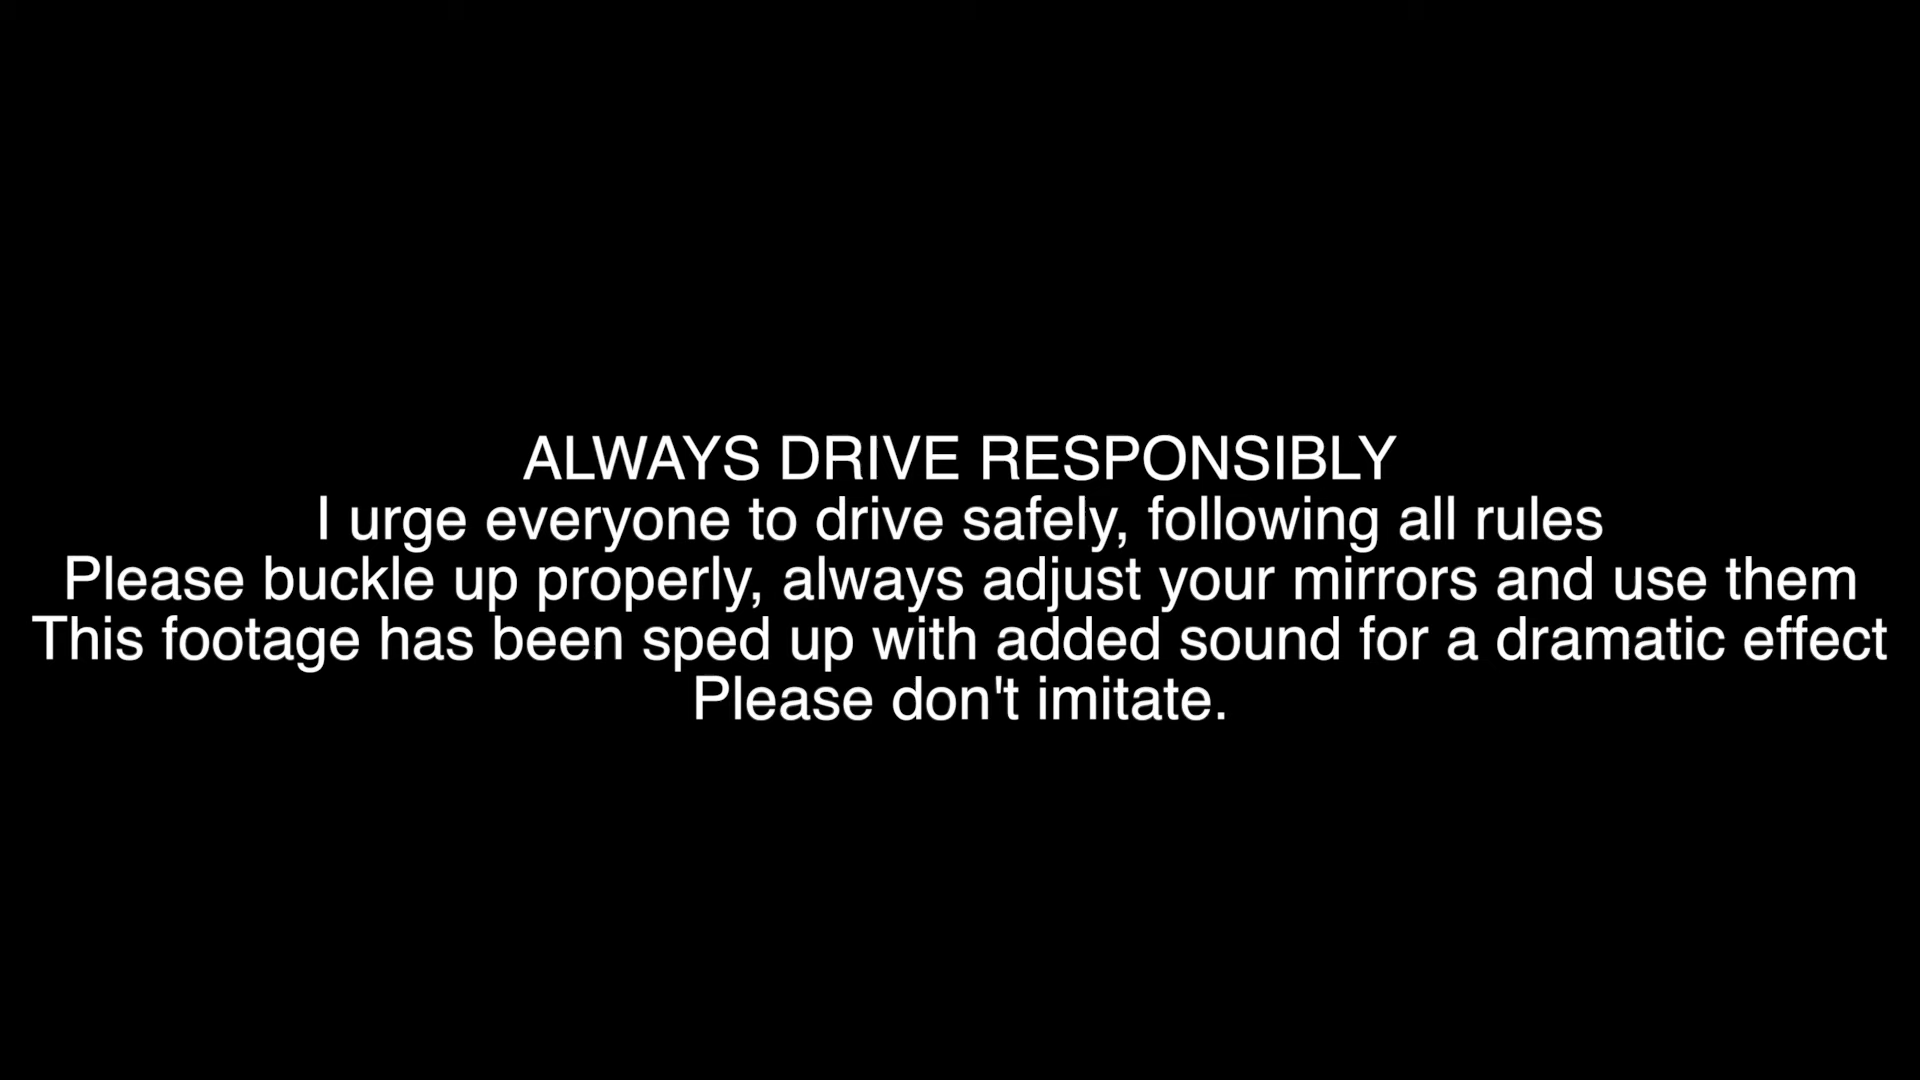 ALWAYS DRIVE RESPONSIBLY
I urge everyone to drive safely, following all rules
Please buckle up properly, always adjust your mirrors and use them
This footage has been sped up with added sound for a dramatic effect
Please don't imitate.